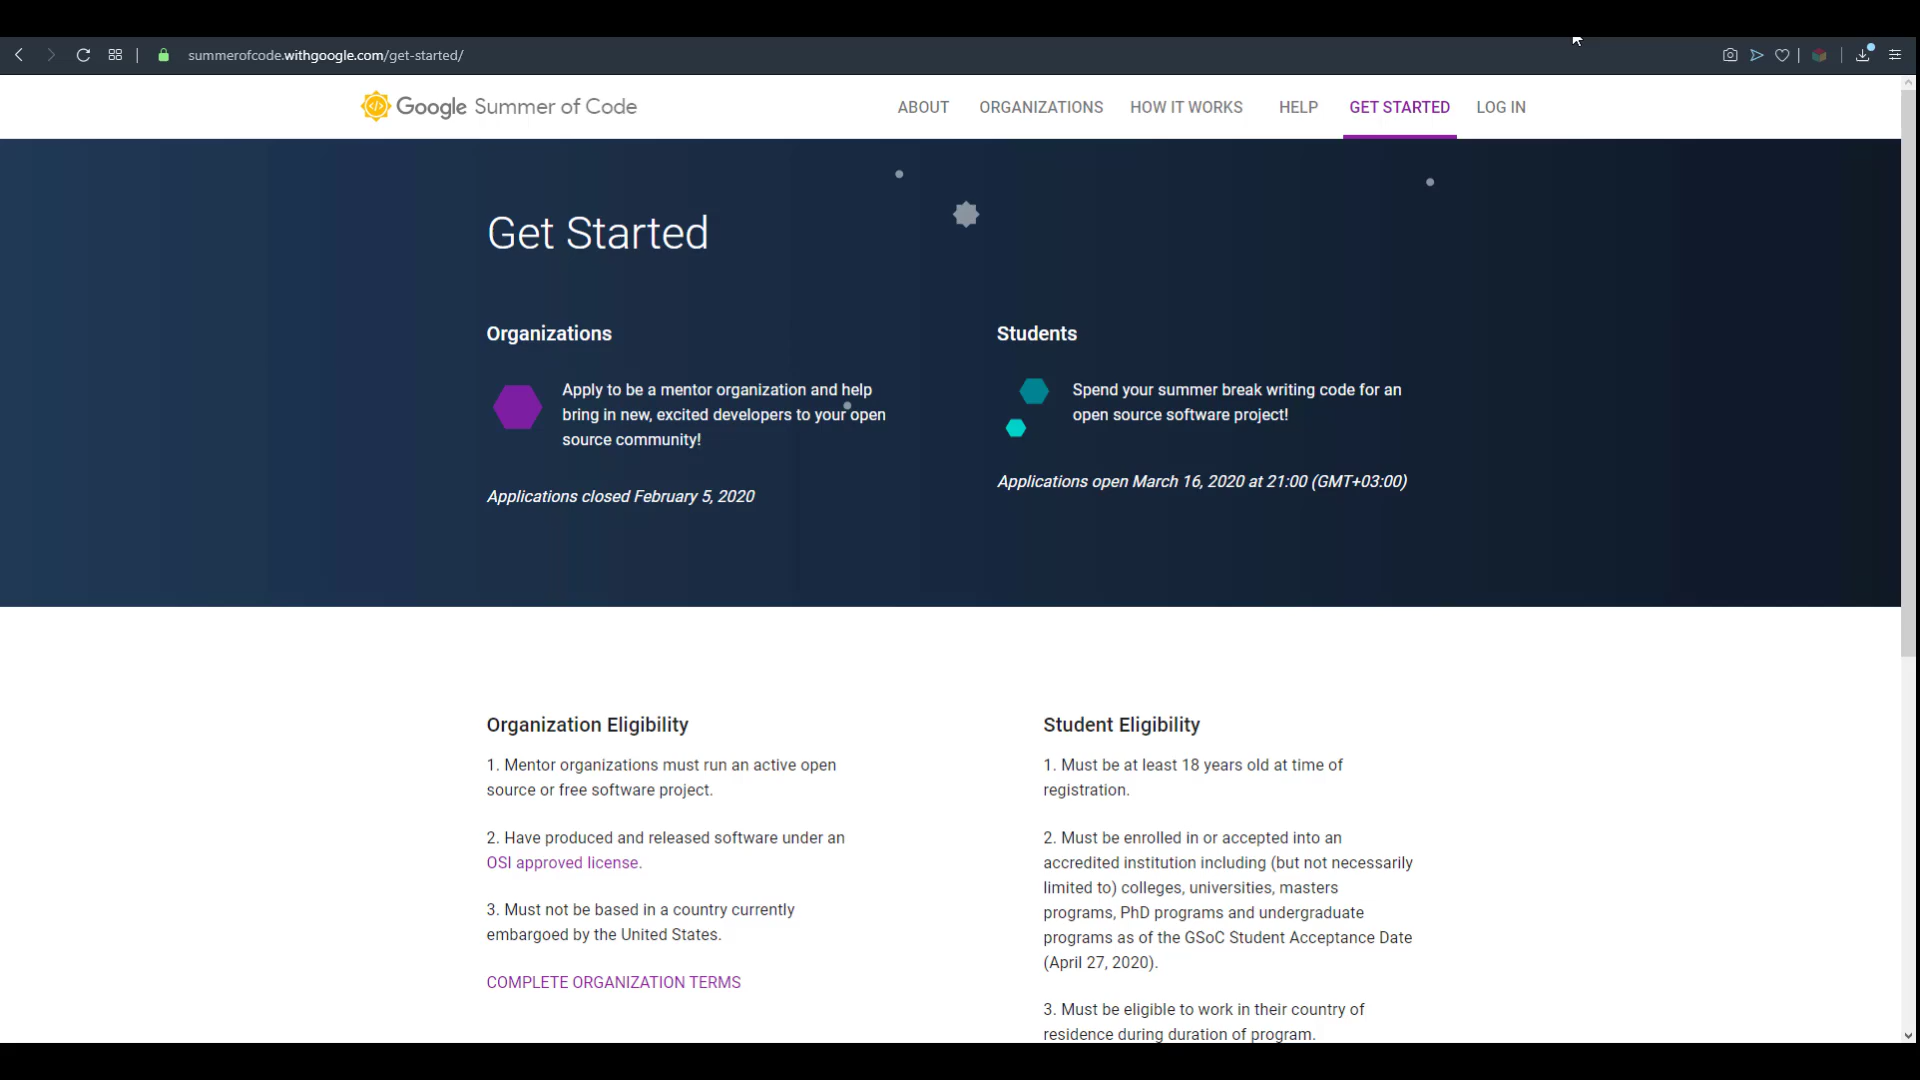 summerofcode.withgoogle.com/get-started/
Google Summer of Code
ABOUT ORGANIZATIONS HOW IT WORKS HELP GET STARTED LOG IN
Get Started
Organizations
Apply to be a mentor organization and help
bring in new, excited developers to your open
source community!
Applications closed February 5, 2020
Students
Spend your summer break writing code for an
open source software project!
Applications open March 16, 2020 at 21:00 (GMT+03:00)
Organization Eligibility
1. Mentor organizations must run an active open
source or free software project.
2. Have produced and released software under an
OSI approved license.
3. Must not be based in a country currently
embargoed by the United States.
COMPLETE ORGANIZATION TERMS
Student Eligibility
1. Must be at least 18 years old at time of
registration.
2. Must be enrolled in or accepted into an
accredited institution including (but not necessarily
limited to) colleges, universities, masters
programs, PhD programs and undergraduate
programs as of the GSoC Student Acceptance Date
(April 27, 2020).
3. Must be eligible to work in their country of
residence during duration of program.